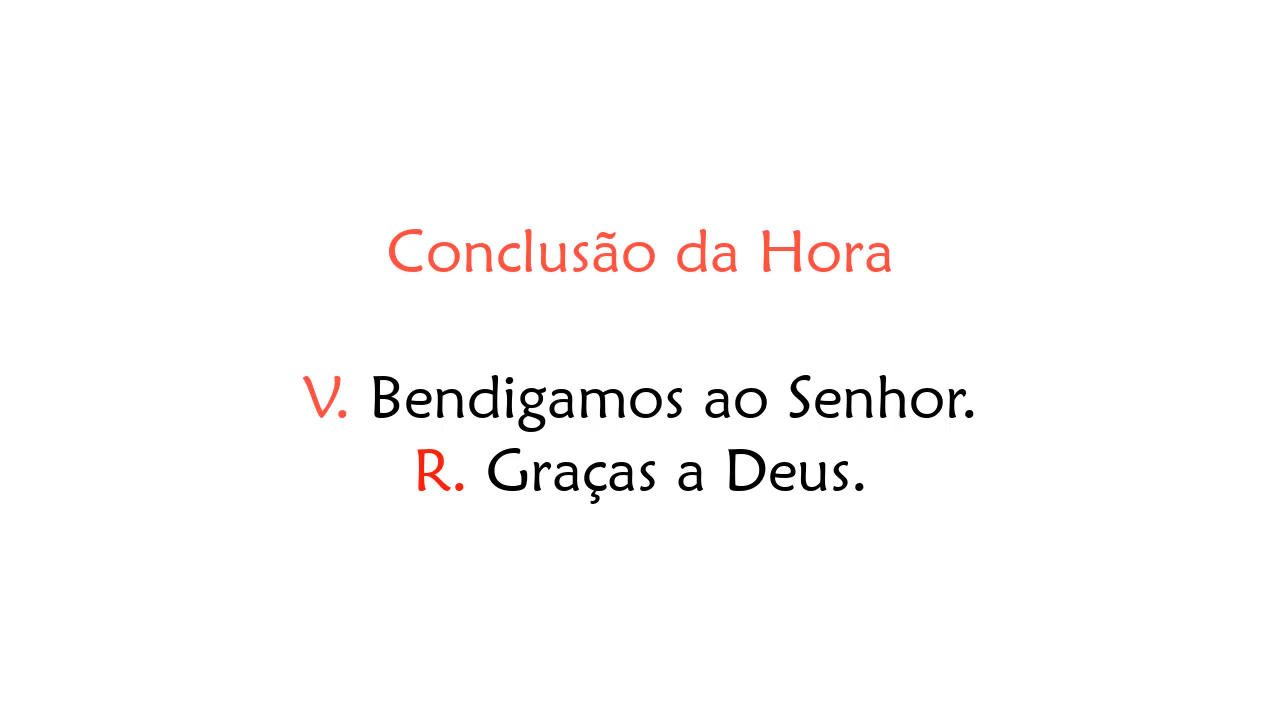 Conclusão da Hora
V. Bendigamos ao Senhor.
R. Graças a Deus.